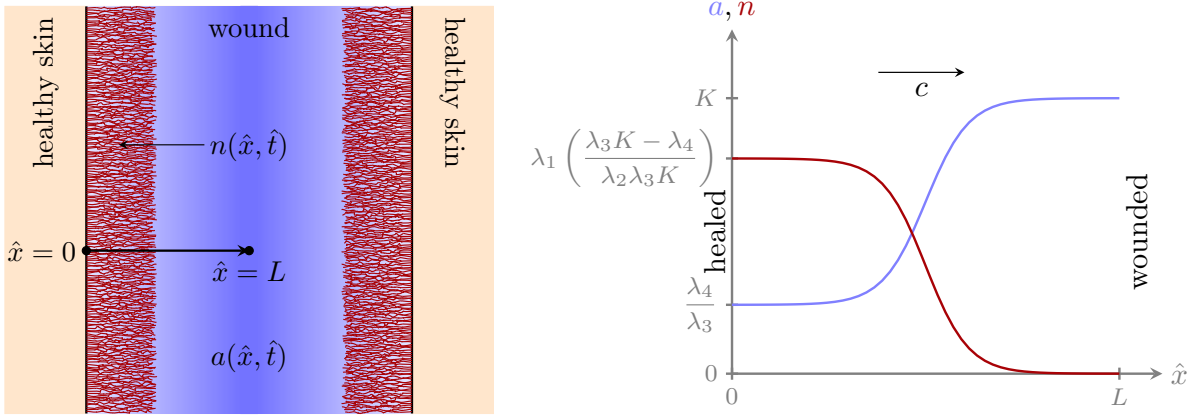 healthy skin
wound
healthy skin
n(x̂, t̂)
x̂ = 0
x̂ = L
a(x̂, t̂)
a, n
c
K
λ₁ ( (λ₃K − λ₄) / (λ₂λ₃K) )
healed
wounded
λ₄ / λ₃
0
0
L
x̂